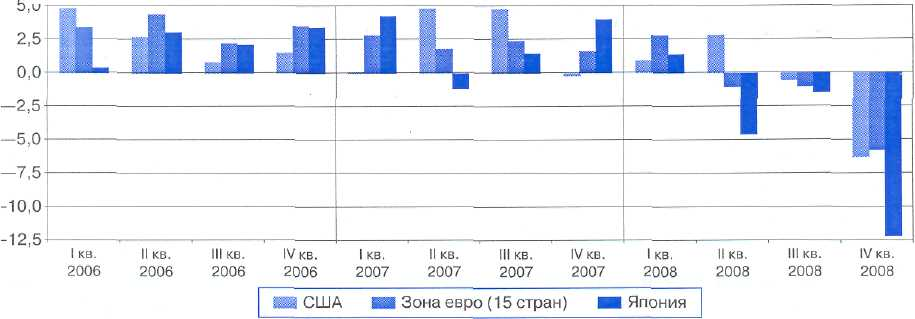 5,0
2,5
0,0
–2,5
–5,0
–7,5
-10,0
-12,5
I кв. II кв. III кв. IV кв. I кв. II кв. III кв. IV кв. I кв. II кв. III кв. IV кв.
2006 2006 2006 2006 2007 2007 2007 2007 2008 2008 2008 2008
США Зона евро (15 стран) Япония